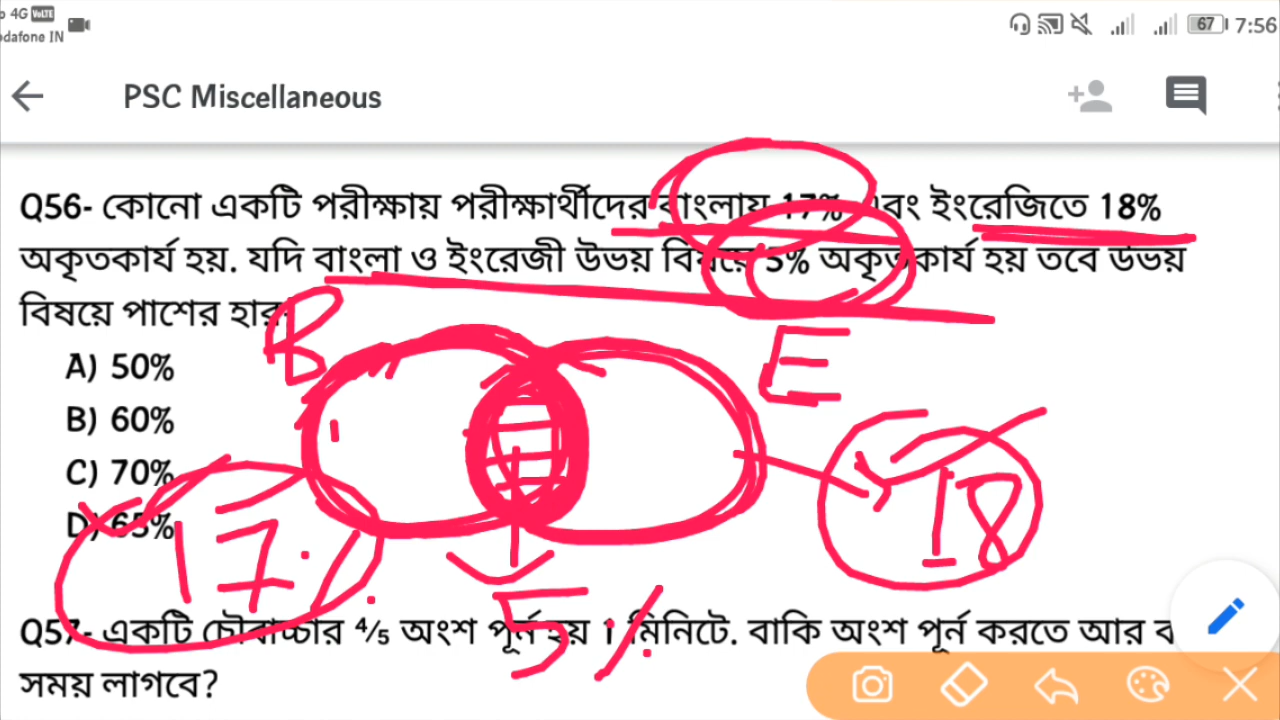 4G VoLTE
odafone IN
67 7:56
PSC Miscellaneous
Q56- কোনো একটি পরীক্ষায় পরীক্ষার্থীদের বাংলায় 17% এবং ইংরেজিতে 18%
অকৃতকার্য হয়. যদি বাংলা ও ইংরেজী উভয় বিষয়ে 5% অকৃতকার্য হয় তবে উভয়
বিষয়ে পাশের হার
B
E
A) 50%
B) 60%
C) 70%
D) 65%
17%
18
5%
Q57- একটি চৌবাচ্চার ⁴/₅ অংশ পূর্ন হয় 1 মিনিটে. বাকি অংশ পূর্ন করতে আর
সময় লাগবে?